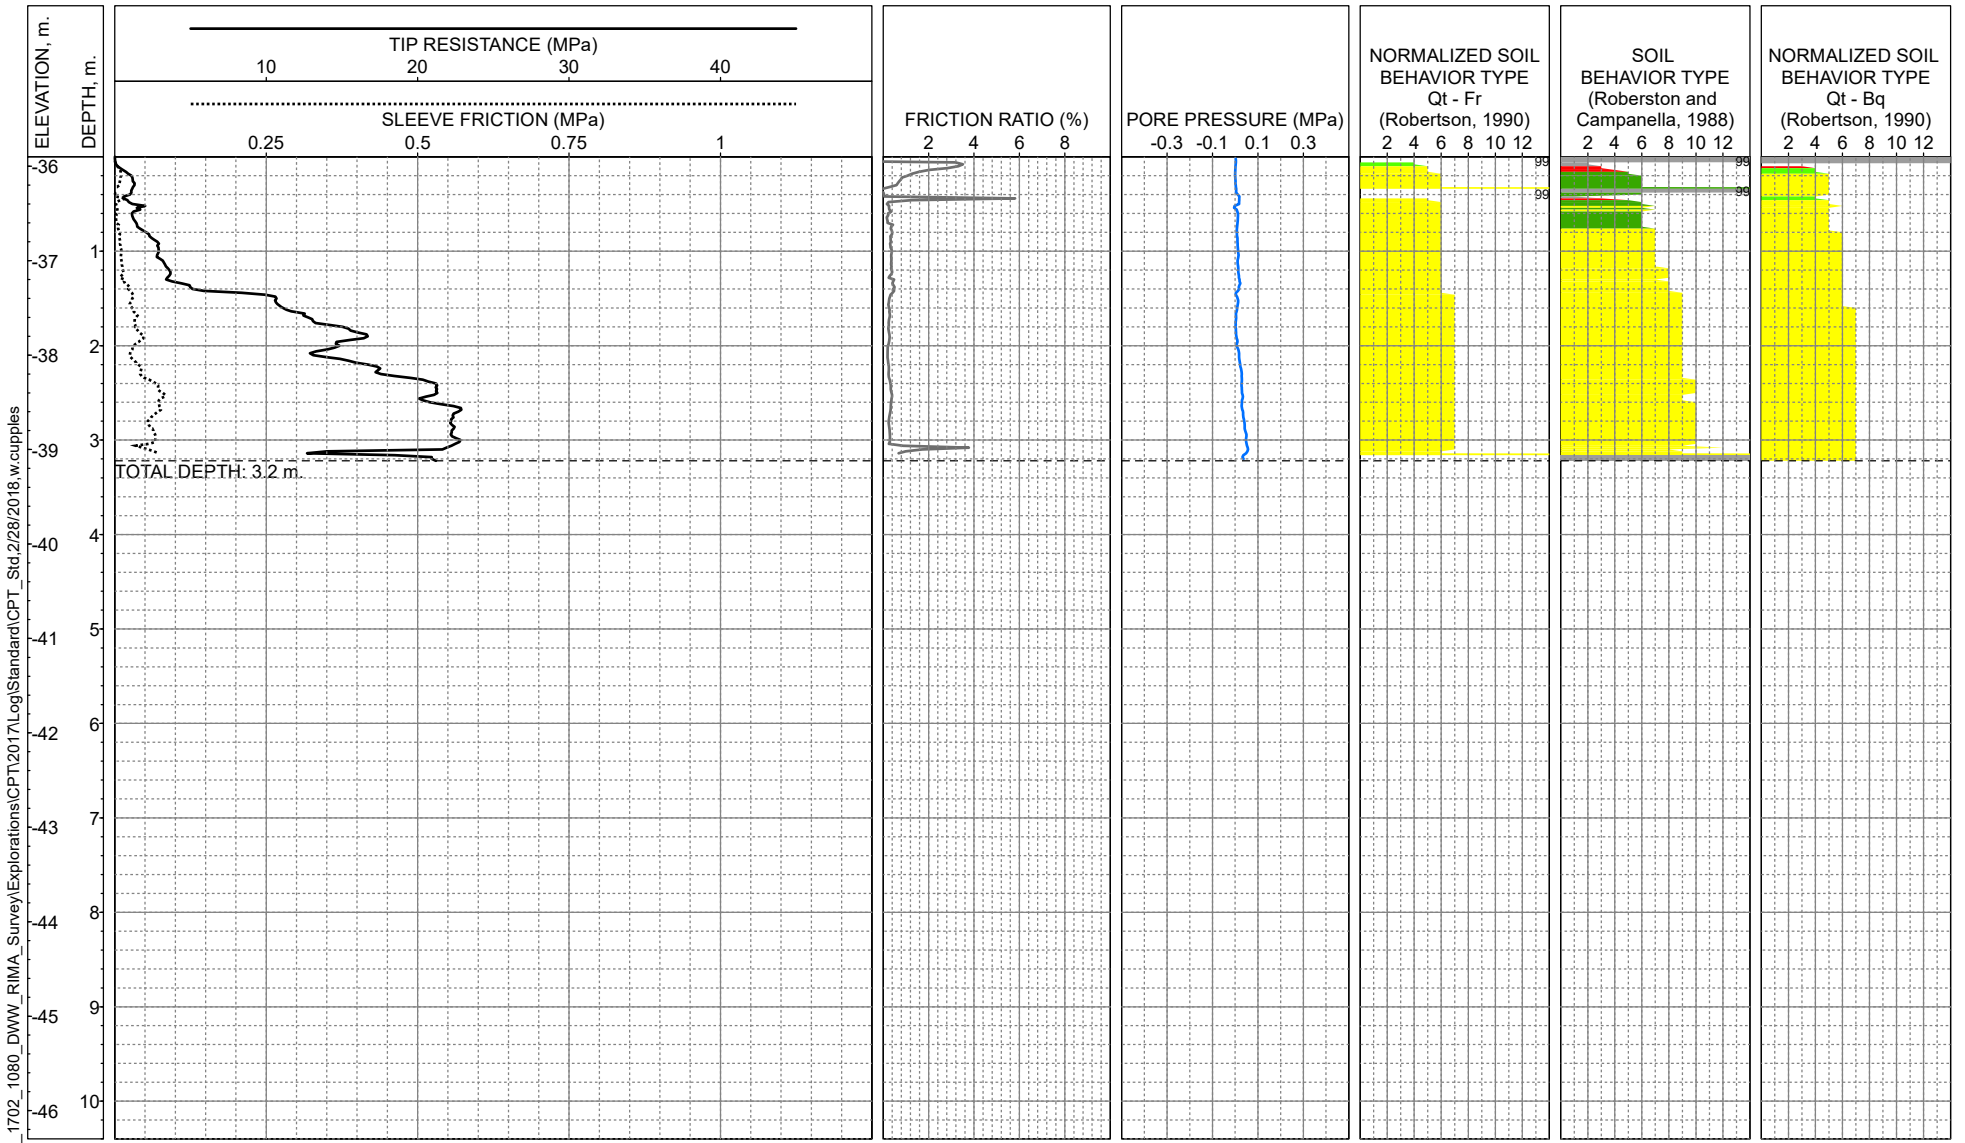 ELEVATION, m.
DEPTH, m.
TIP RESISTANCE (MPa)
10 20 30 40
SLEEVE FRICTION (MPa)
0.25 0.5 0.75 1
FRICTION RATIO (%)
2 4 6 8
PORE PRESSURE (MPa)
-0.3 -0.1 0.1 0.3
NORMALIZED SOIL
BEHAVIOR TYPE
Qt - Fr
(Robertson, 1990)
2 4 6 8 10 12
SOIL
BEHAVIOR TYPE
(Roberston and
Campanella, 1988)
2 4 6 8 10 12
NORMALIZED SOIL
BEHAVIOR TYPE
Qt - Bq
(Robertson, 1990)
2 4 6 8 10 12
99 99
99 99
-36
1
-37
2
-38
3
-39
TOTAL DEPTH: 3.2 m.
4
-40
5
-41
6
-42
7
-43
8
-44
9
-45
10
-46
_1702_1080_DWW_RIMA_Survey\Explorations\CPT\2017\Log\Standard\CPT_Std,2/28/2018,w.cupples